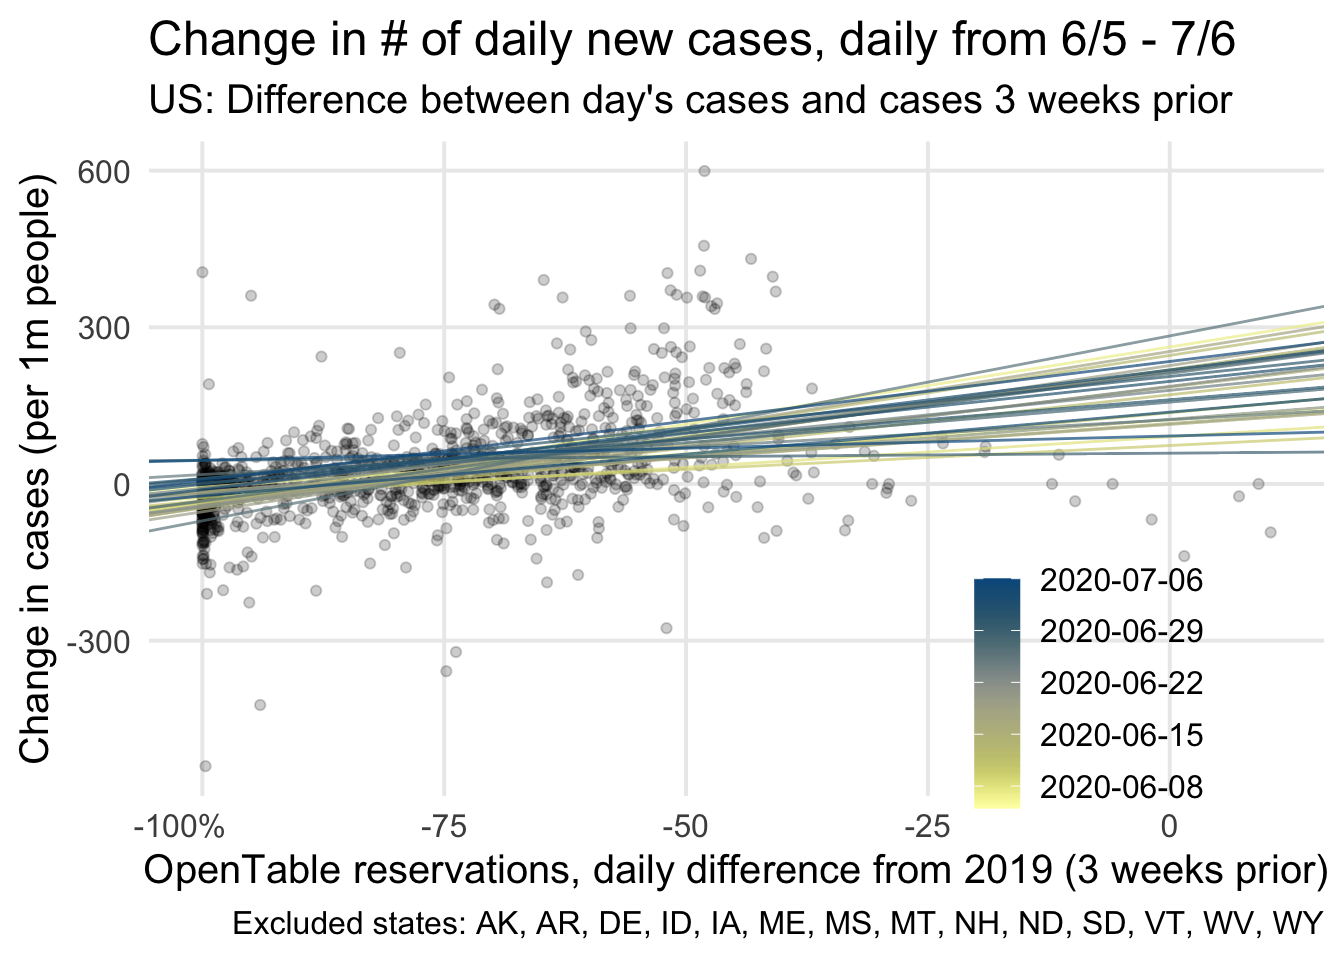 Change in # of daily new cases, daily from 6/5 - 7/6
US: Difference between day's cases and cases 3 weeks prior
Change in cases (per 1m people)
600
300
0
-300
2020-07-06
2020-06-29
2020-06-22
2020-06-15
2020-06-08
-100% -75 -50 -25 0
OpenTable reservations, daily difference from 2019 (3 weeks prior)
Excluded states: AK, AR, DE, ID, IA, ME, MS, MT, NH, ND, SD, VT, WV, WY